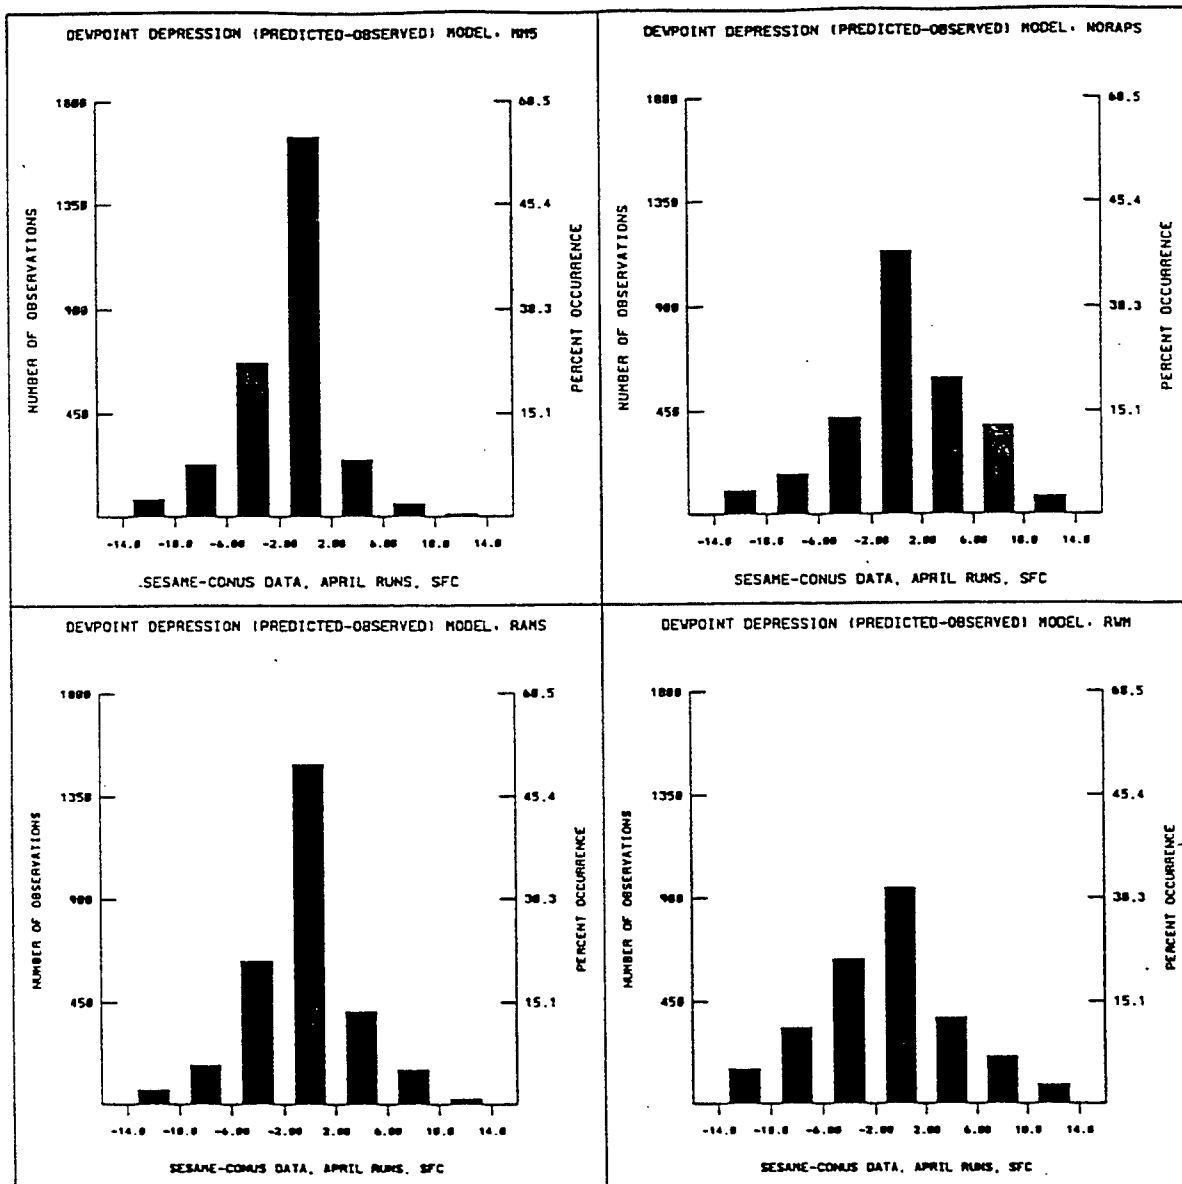 DEWPOINT DEPRESSION (PREDICTED-OBSERVED) MODEL. MM5
1800
1350
900
450
60.5
45.4
30.3
15.1
NUMBER OF OBSERVATIONS
PERCENT OCCURRENCE
-14.0 -10.0 -6.00 -2.00 2.00 6.00 10.0 14.0
SESAME-CONUS DATA, APRIL RUNS, SFC
DEWPOINT DEPRESSION (PREDICTED-OBSERVED) MODEL. NORAPS
1800
1350
900
450
60.5
45.4
30.3
15.1
NUMBER OF OBSERVATIONS
PERCENT OCCURRENCE
-14.0 -10.0 -6.00 -2.00 2.00 6.00 10.0 14.0
SESAME-CONUS DATA, APRIL RUNS, SFC
DEWPOINT DEPRESSION (PREDICTED-OBSERVED) MODEL. RAMS
1800
1350
900
450
60.5
45.4
30.3
15.1
NUMBER OF OBSERVATIONS
PERCENT OCCURRENCE
-14.0 -10.0 -6.00 -2.00 2.00 6.00 10.0 14.0
SESAME-CONUS DATA, APRIL RUNS, SFC
DEWPOINT DEPRESSION (PREDICTED-OBSERVED) MODEL. RWM
1800
1350
900
450
60.5
45.4
30.3
15.1
NUMBER OF OBSERVATIONS
PERCENT OCCURRENCE
-14.0 -10.0 -6.00 -2.00 2.00 6.00 10.0 14.0
SESAME-CONUS DATA, APRIL RUNS, SFC